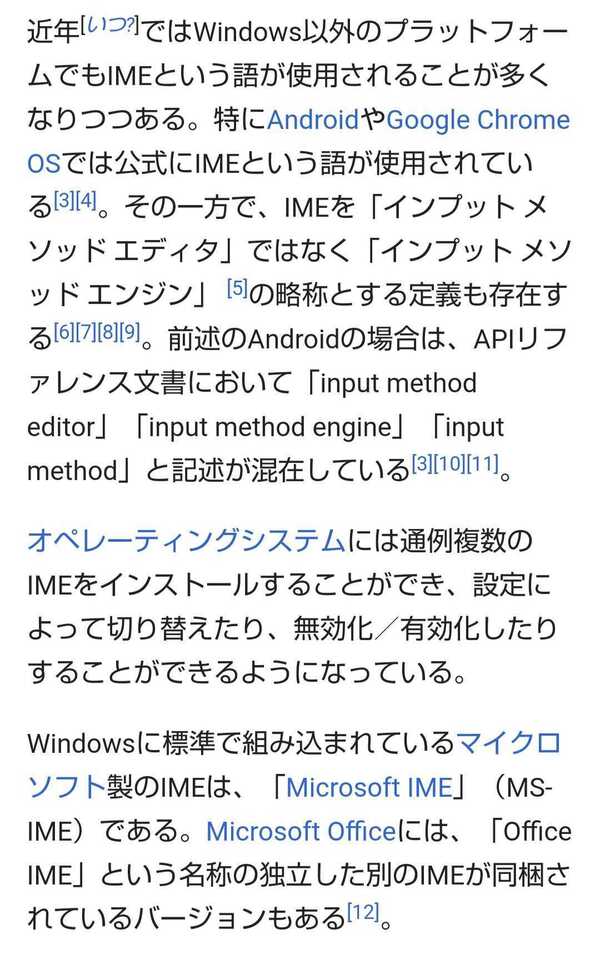 近年[いつ?]ではWindows以外のプラットフォー
ムでもIMEという語が使用されることが多く
なりつつある。特にAndroidやGoogle Chrome
OSでは公式にIMEという語が使用されてい
る[3][4]。その一方で、IMEを「インプット メ
ソッド エディタ」ではなく「インプット メソ
ッド エンジン」 [5]の略称とする定義も存在す
る[6][7][8][9]。前述のAndroidの場合は、APIリフ
ァレンス文書において「input method
editor」「input method engine」「input
method」と記述が混在している[3][10][11]。
オペレーティングシステムには通例複数の
IMEをインストールすることができ、設定に
よって切り替えたり、無効化／有効化したり
することができるようになっている。
Windowsに標準で組み込まれているマイクロ
ソフト製のIMEは、「Microsoft IME」（MS-
IME）である。Microsoft Officeには、「Office
IME」という名称の独立した別のIMEが同梱さ
れているバージョンもある[12]。